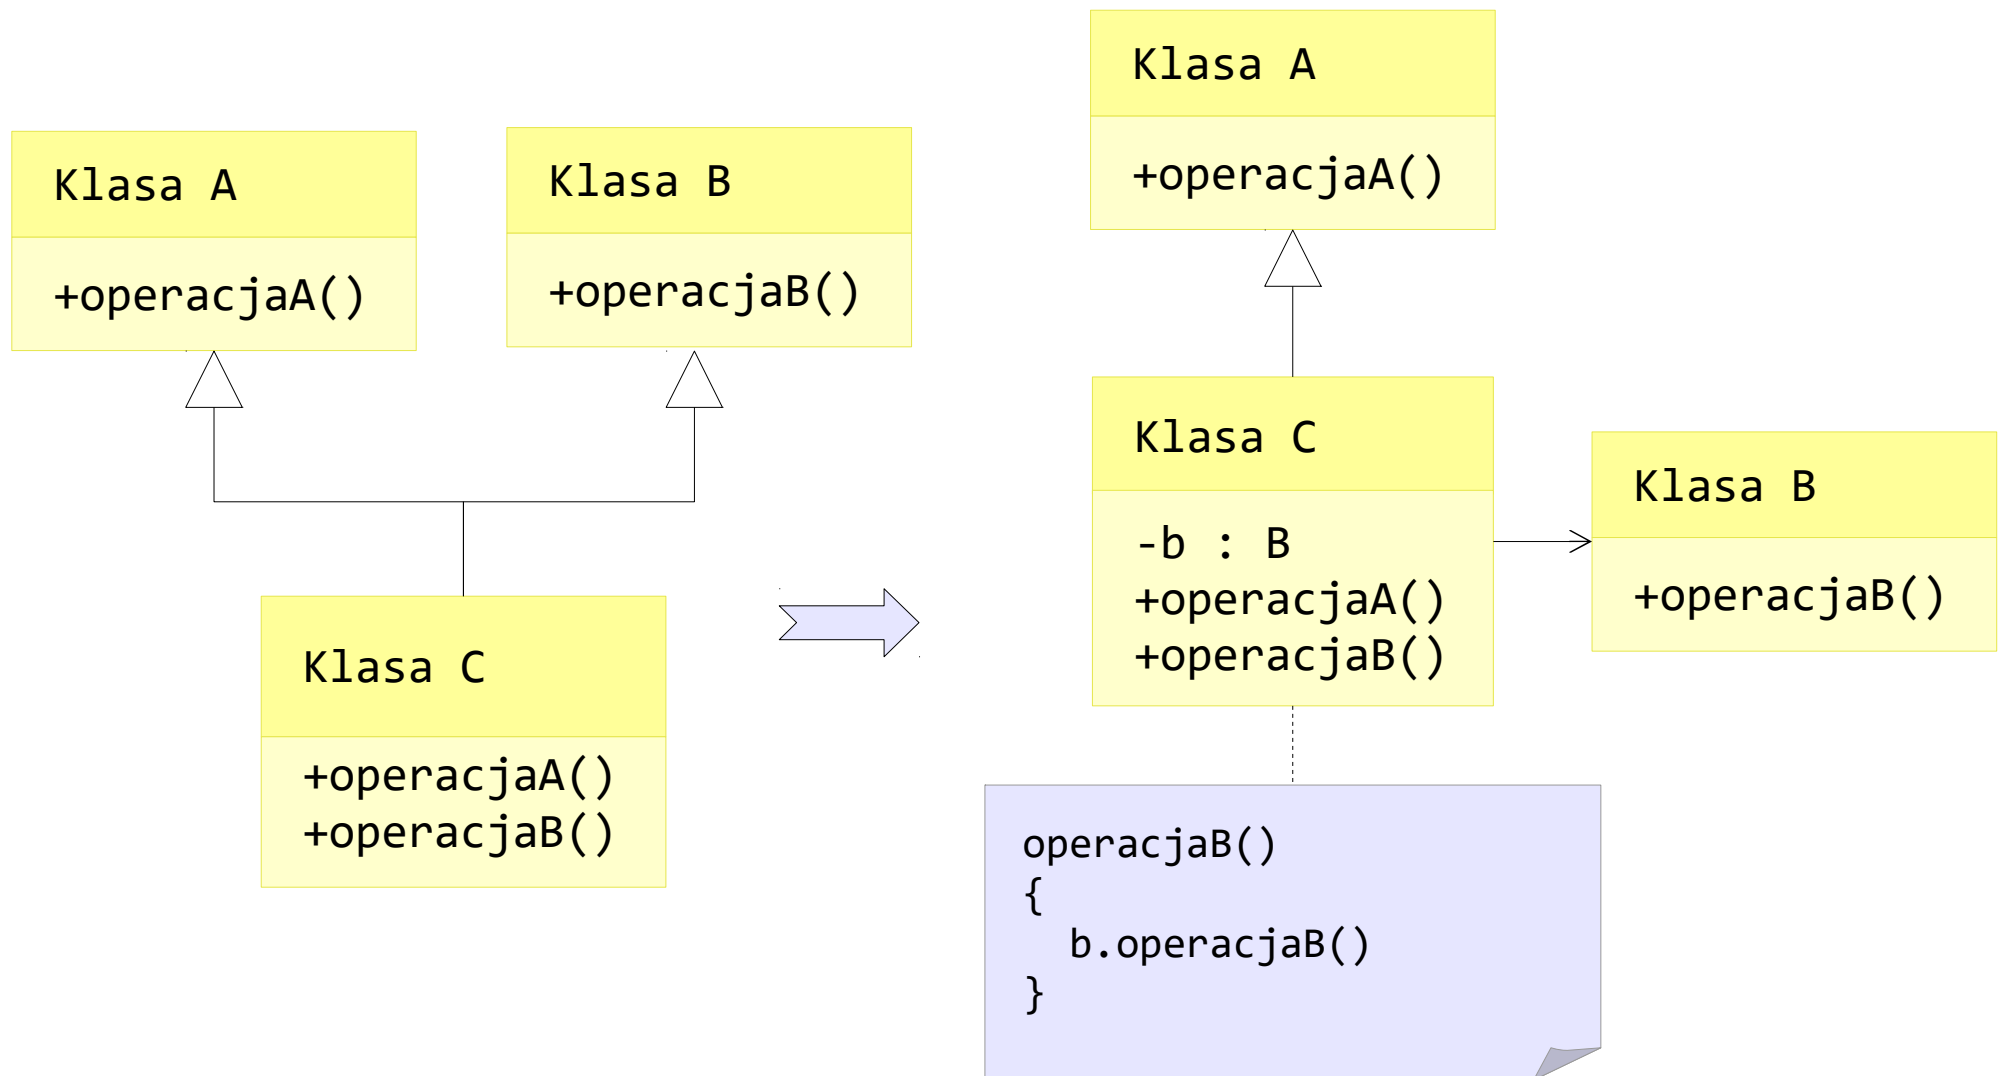 Klasa A
+operacjaA()
Klasa B
+operacjaB()
Klasa C
+operacjaA()
+operacjaB()
Klasa A
+operacjaA()
Klasa C
-b : B
+operacjaA()
+operacjaB()
Klasa B
+operacjaB()
operacjaB()
{
b.operacjaB()
}